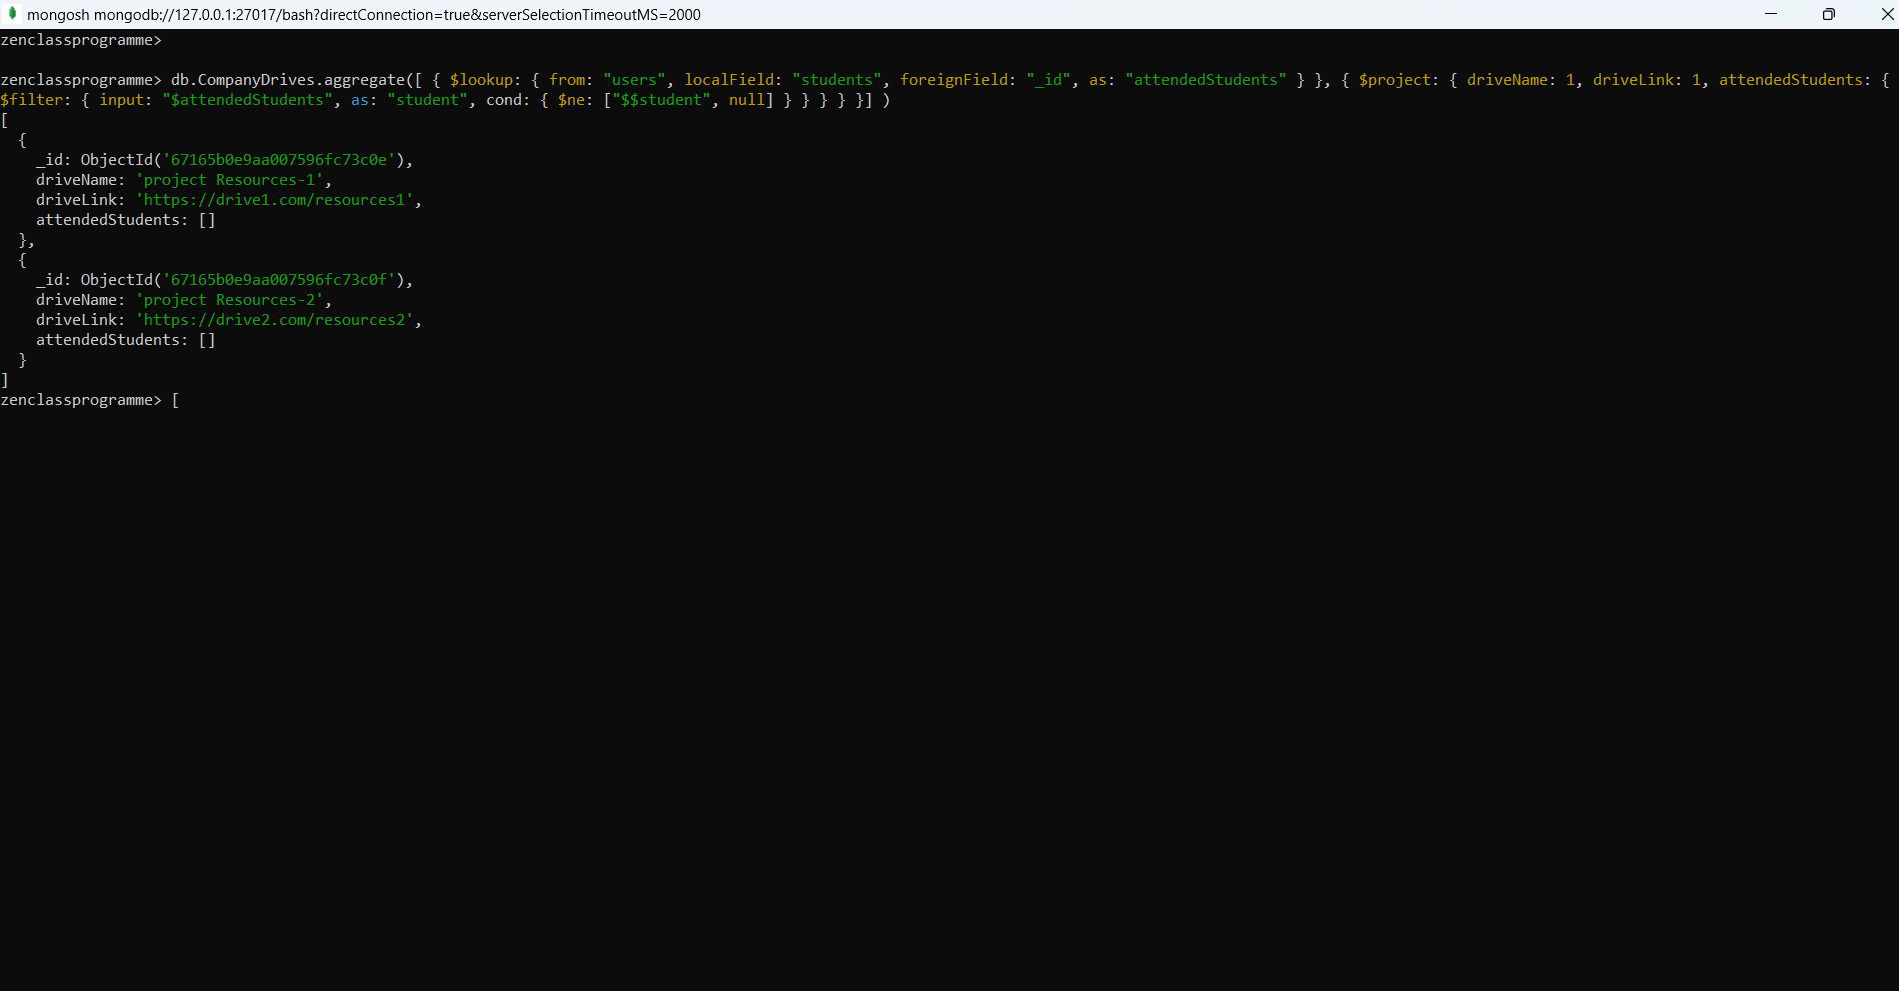 mongosh mongodb://127.0.0.1:27017/bash?directConnection=true&serverSelectionTimeoutMS=2000
zenclassprogramme>
zenclassprogramme> db.CompanyDrives.aggregate([ { $lookup: { from: "users", localField: "students", foreignField: "_id", as: "attendedStudents" } }, { $project: { driveName: 1, driveLink: 1, attendedStudents: {
$filter: { input: "$attendedStudents", as: "student", cond: { $ne: ["$$student", null] } } } } }] )
[
  {
    _id: ObjectId('67165b0e9aa007596fc73c0e'),
    driveName: 'project Resources-1',
    driveLink: 'https://drive1.com/resources1',
    attendedStudents: []
  },
  {
    _id: ObjectId('67165b0e9aa007596fc73c0f'),
    driveName: 'project Resources-2',
    driveLink: 'https://drive2.com/resources2',
    attendedStudents: []
  }
]
zenclassprogramme> [